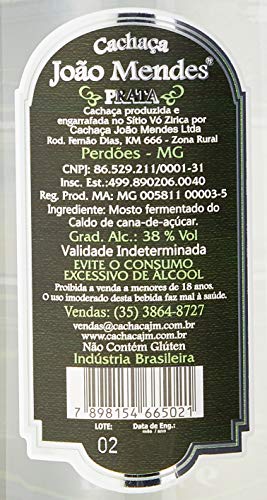 Cachaça
João Mendes®
PRATA
Cachaça produzida e
engarrafada no Sítio Vó Zirica por
Cachaça João Mendes Ltda
Rod. Fernão Dias, KM 666 - Zona Rural
Perdões - MG
CNPJ: 86.529.211/0001-31
Insc. Est.:499.890206.0040
Reg. Prod. MA: MG 005811 00003-5
Ingrediente: Mosto fermentado do
Caldo de cana-de-açúcar.
Grad. Alc.: 38 % Vol
Validade Indeterminada
EVITE O CONSUMO
EXCESSIVO DE ÁLCOOL
Proibida a venda a menores de 18 anos.
O uso imoderado desta bebida faz mal à saúde.
Vendas: (35) 3864-8727
vendas@cachacajm.com.br
www.cachacajm.com.br
Não Contém Glúten
Indústria Brasileira
7 898154 665021
LOTE: Data de Eng.:
mês / ano
02